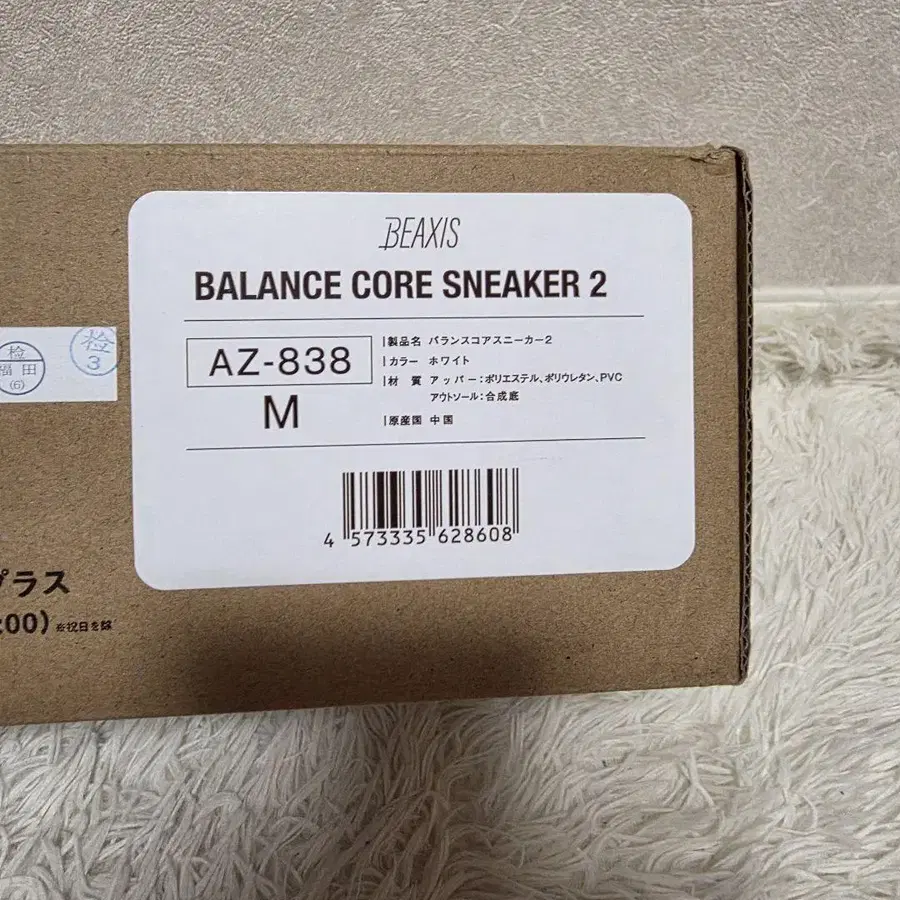 BEAXIS
BALANCE CORE SNEAKER 2
AZ-838
M
製品名 バランスコアスニーカー2
カラー ホワイト
材 質 アッパー:ポリエステル、ポリウレタン、PVC
アウトソール:合成底
原産国 中国
4 573335 628608
検
福田
(6)
検
3
プラス
:00) ※祝日を除